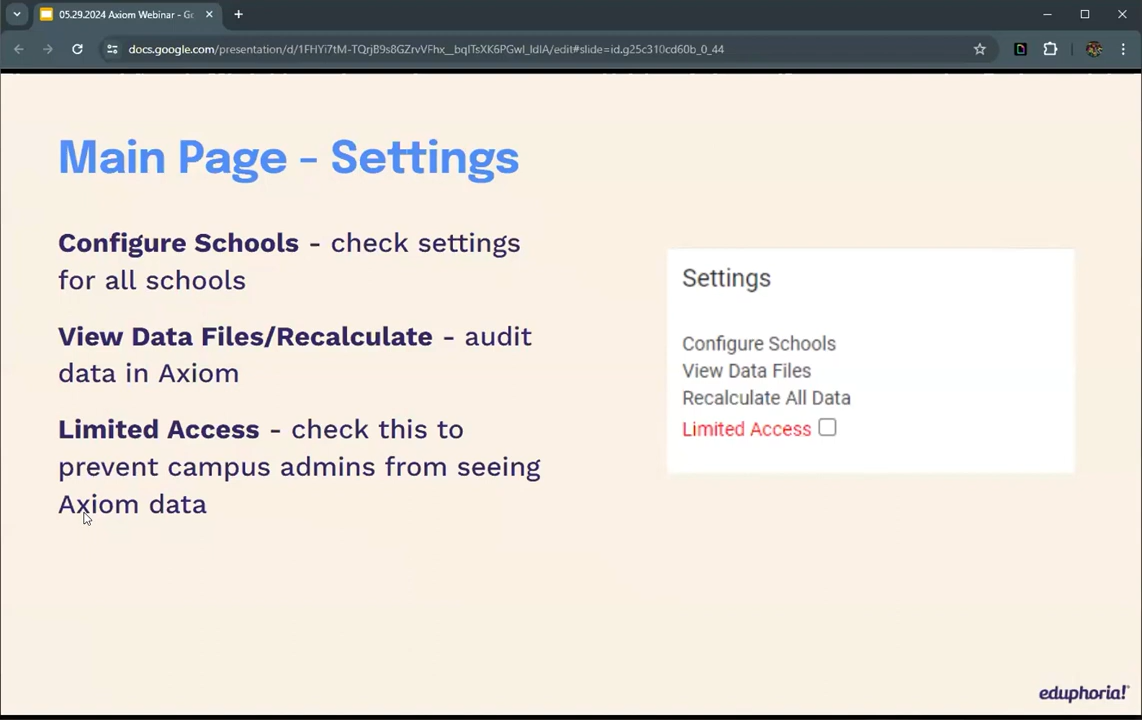 05.29.2024 Axiom Webinar - Go
docs.google.com/presentation/d/1FHYi7tM-TQrjB9s8GZrvVFhx__bqITsXK6PGwI_IdIA/edit#slide=id.g25c310cd60b_0_44
Main Page - Settings
Configure Schools - check settings
for all schools
View Data Files/Recalculate - audit
data in Axiom
Limited Access - check this to
prevent campus admins from seeing
Axiom data
Settings
Configure Schools
View Data Files
Recalculate All Data
Limited Access
eduphoria!